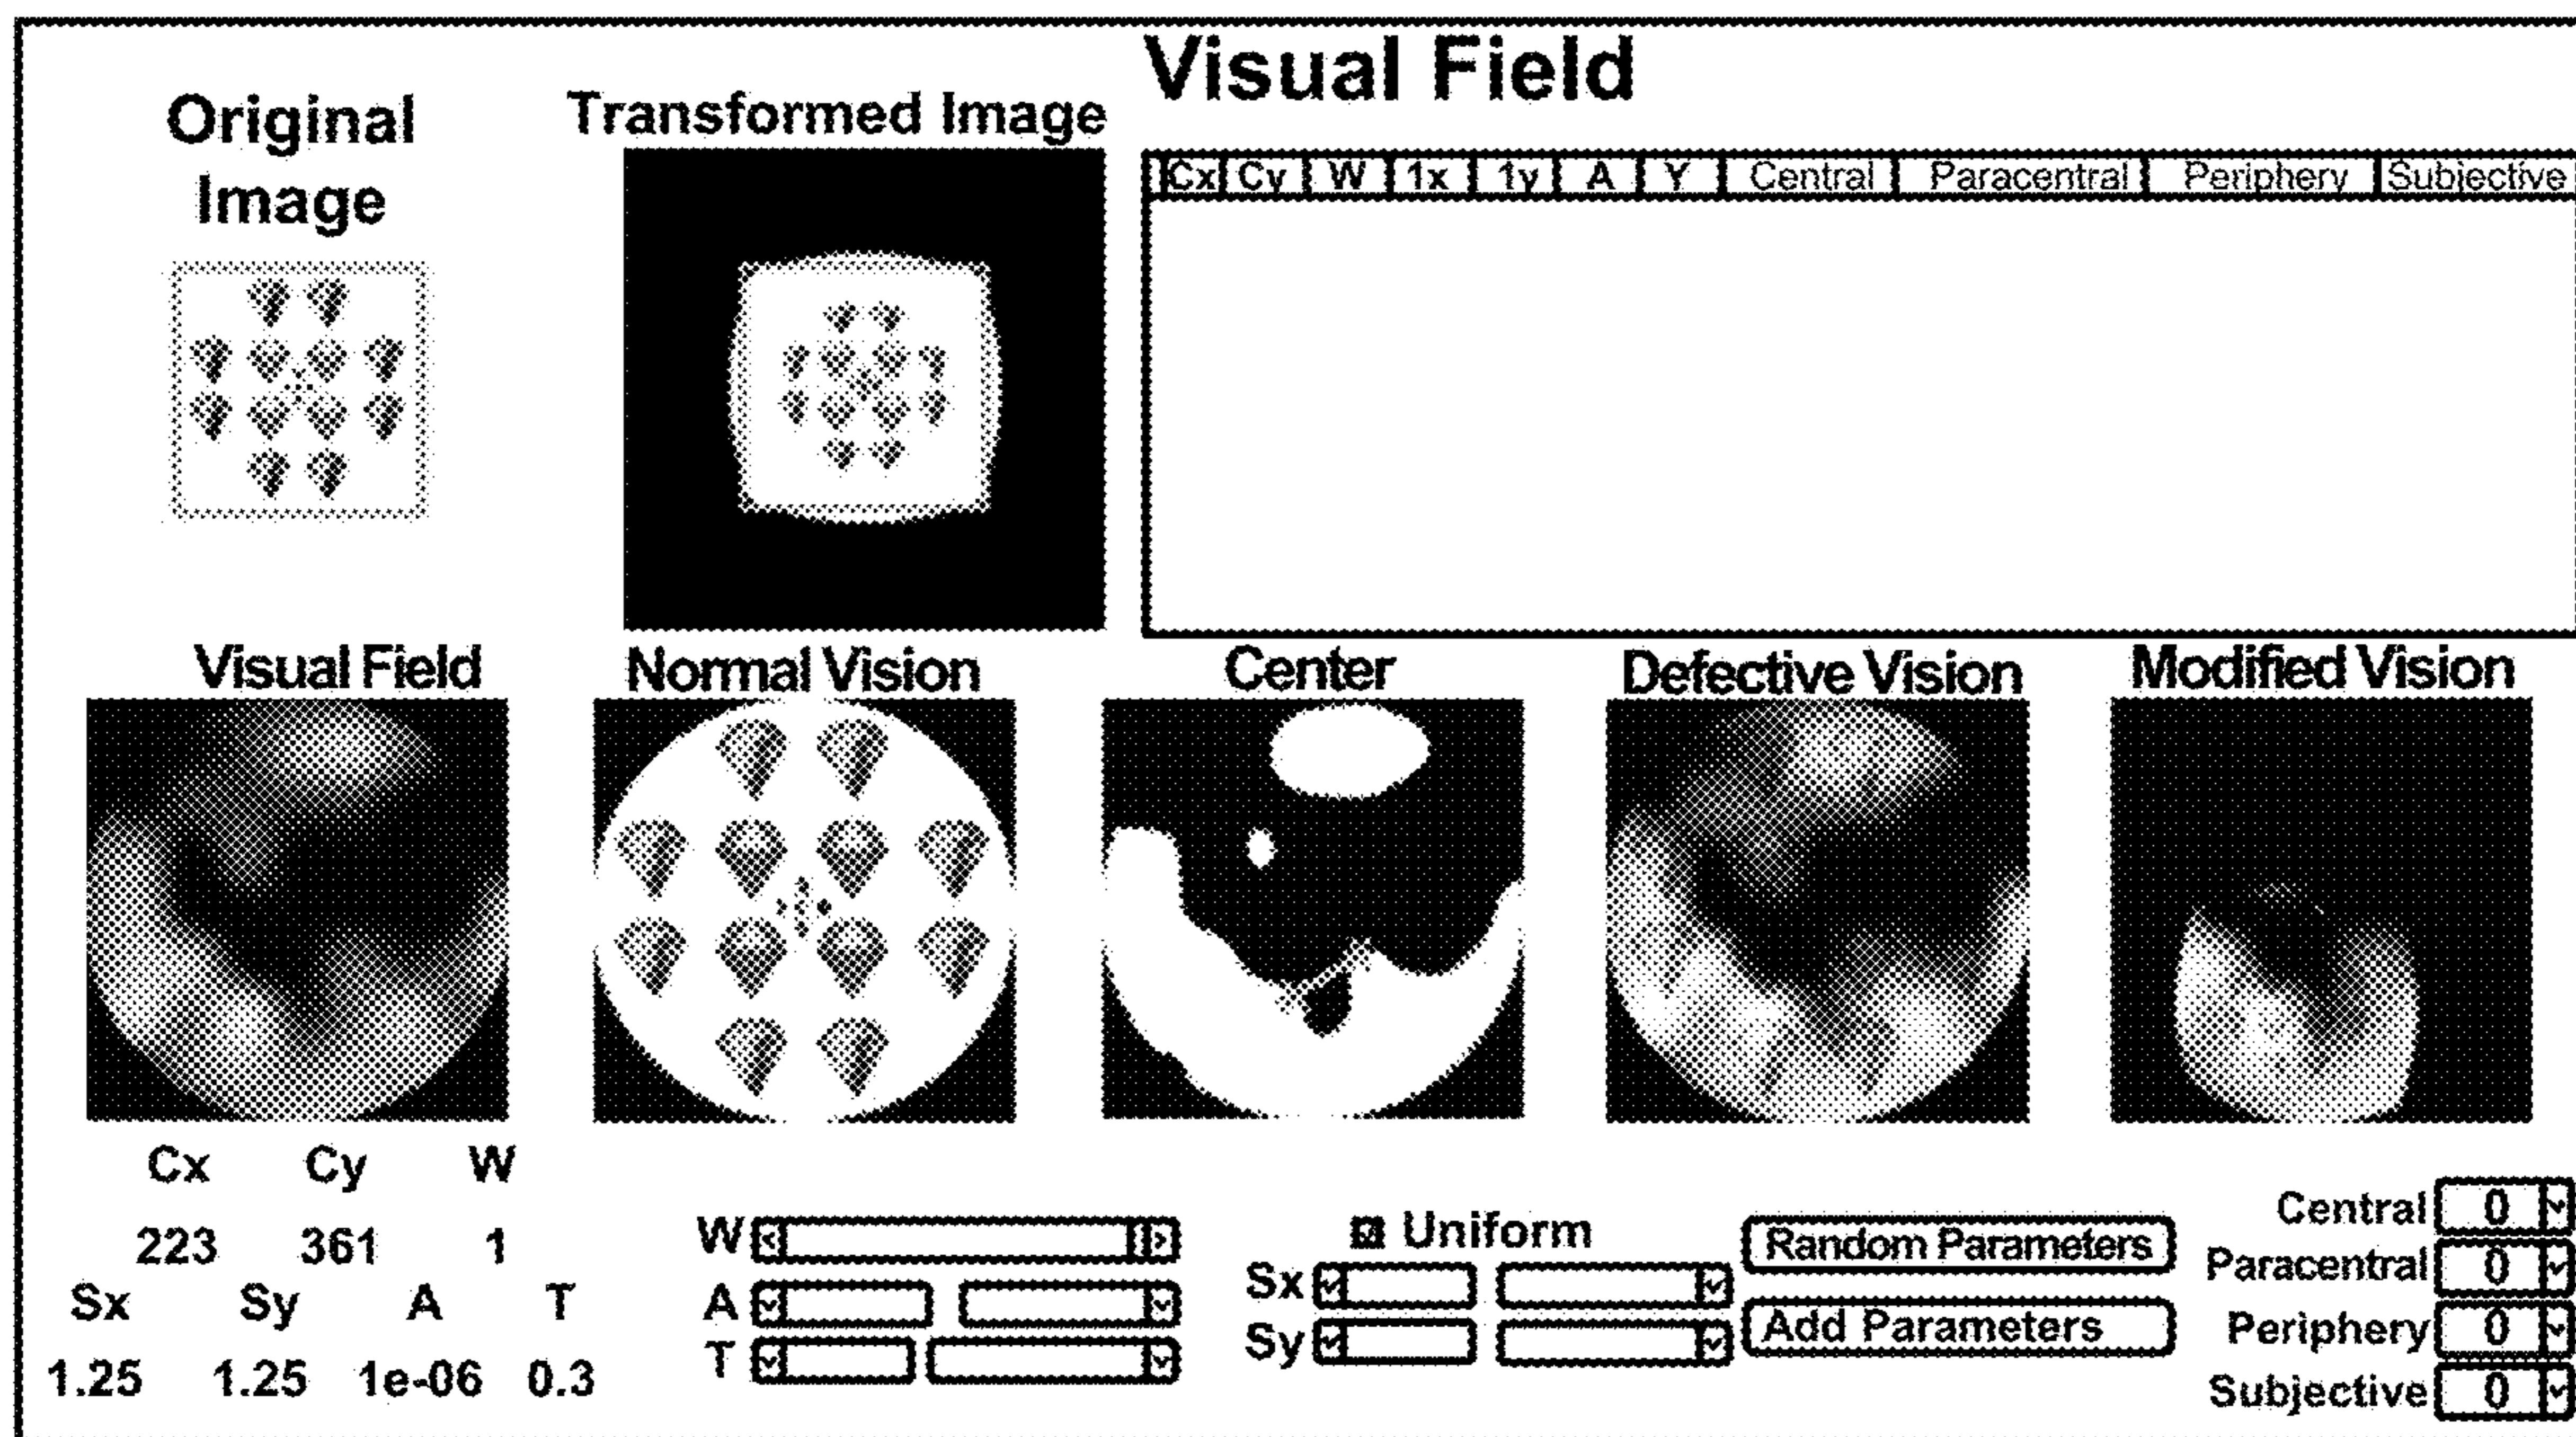 Visual Field
Original
Image
Transformed Image
Cx Cy W 1x 1y A Y Central Paracentral Periphery Subjective
Visual Field Normal Vision Center Defective Vision Modified Vision
Cx Cy W
223 361 1
Sx Sy A T
1.25 1.25 1e-06 0.3
W
A
T
Uniform
Sx
Sy
Random Parameters
Add Parameters
Central 0
Paracentral 0
Periphery 0
Subjective 0